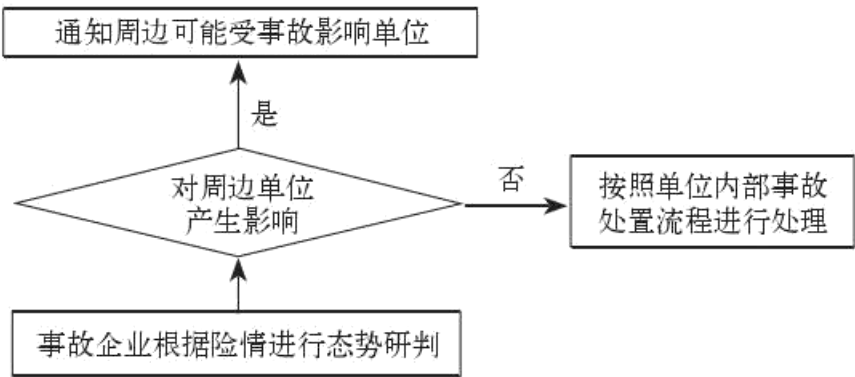 通知周边可能受事故影响单位
是
对周边单位
产生影响
否
按照单位内部事故
处置流程进行处理
事故企业根据险情进行态势研判